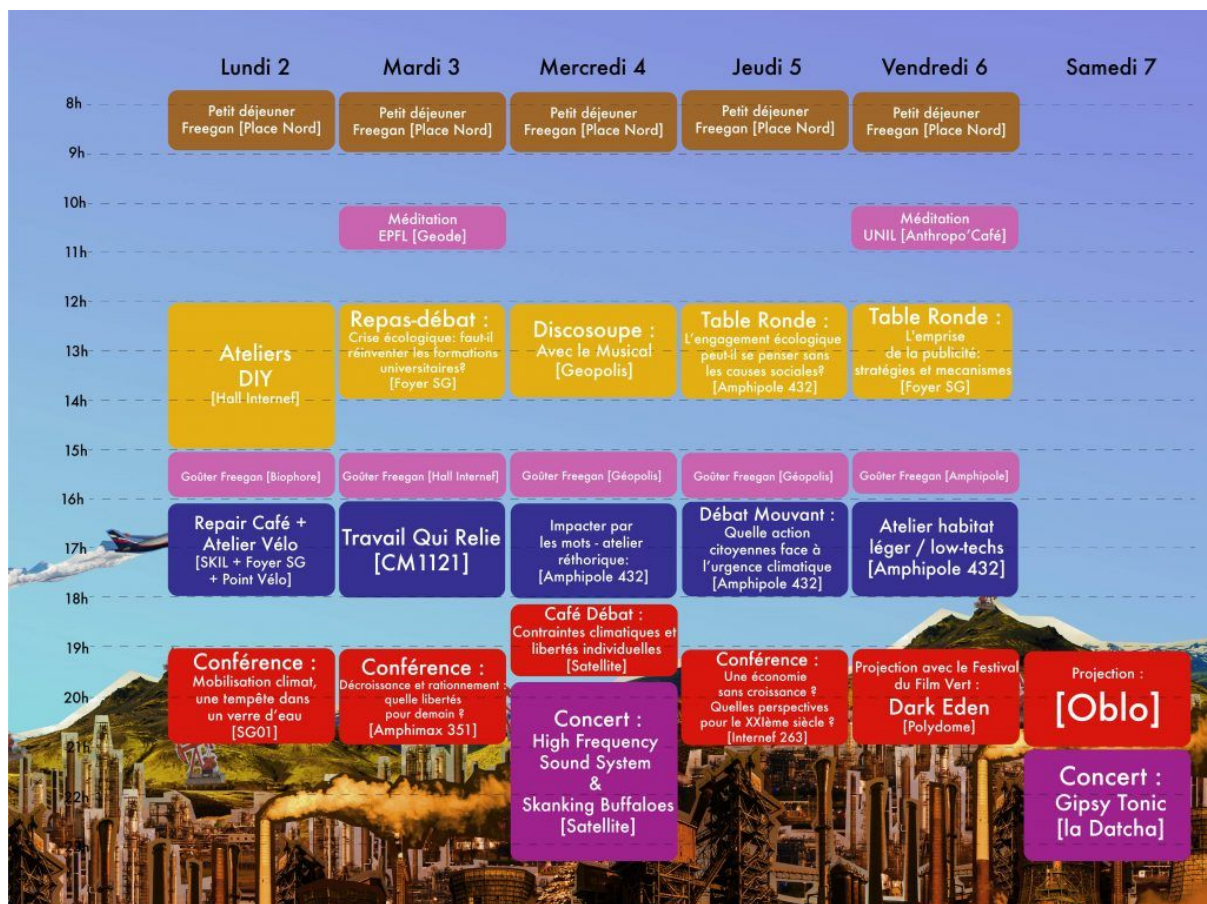 Lundi 2
Mardi 3
Mercredi 4
Jeudi 5
Vendredi 6
Samedi 7
8h
Petit déjeuner
Freegan [Place Nord]
Petit déjeuner
Freegan [Place Nord]
Petit déjeuner
Freegan [Place Nord]
Petit déjeuner
Freegan [Place Nord]
Petit déjeuner
Freegan [Place Nord]
9h
10h
Méditation
EPFL [Geode]
Méditation
UNIL [Anthropo'Café]
11h
12h
Ateliers
DIY
[Hall Internef]
Repas-débat :
Crise écologique: faut-il
réinventer les formations
universitaires?
[Foyer SG]
Discosoupe :
Avec le Musical
[Geopolis]
Table Ronde :
L'engagement écologique
peut-il se penser sans
les causes sociales?
[Amphipole 432]
Table Ronde :
L'emprise
de la publicité:
stratégies et mecanismes
[Foyer SG]
13h
14h
15h
Goûter Freegan [Biophore]
Goûter Freegan [Hall Internef]
Goûter Freegan [Géopolis]
Goûter Freegan [Géopolis]
Goûter Freegan [Amphipole]
16h
Repair Café +
Atelier Vélo
[SKIL + Foyer SG
+ Point Vélo]
Travail Qui Relie
[CM1121]
Impacter par
les mots - atelier
réthorique:
[Amphipole 432]
Débat Mouvant :
Quelle action
citoyennes face à
l'urgence climatique
[Amphipole 432]
Atelier habitat
léger / low-techs
[Amphipole 432]
17h
18h
Café Débat :
Contraintes climatiques et
libertés individuelles
[Satellite]
19h
Conférence :
Mobilisation climat,
une tempête dans
un verre d'eau
[SG01]
Conférence :
Décroissance et rationnement :
quelle libertés
pour demain ?
[Amphimax 351]
Concert :
High Frequency
Sound System
&
Skanking Buffaloes
[Satellite]
Conférence :
Une économie
sans croissance ?
Quelles perspectives
pour le XXIème siècle ?
[Internef 263]
Projection avec le Festival
du Film Vert :
Dark Eden
[Polydome]
Projection :
[Oblo]
20h
21h
Concert :
Gipsy Tonic
[la Datcha]
22h